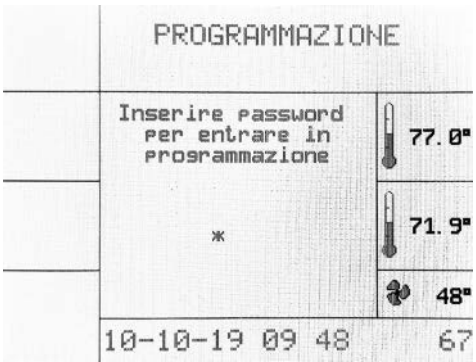 PROGRAMMAZIONE
Inserire password
per entrare in
programmazione
*
77.0°
71.9°
48°
10-10-19 09 48
67